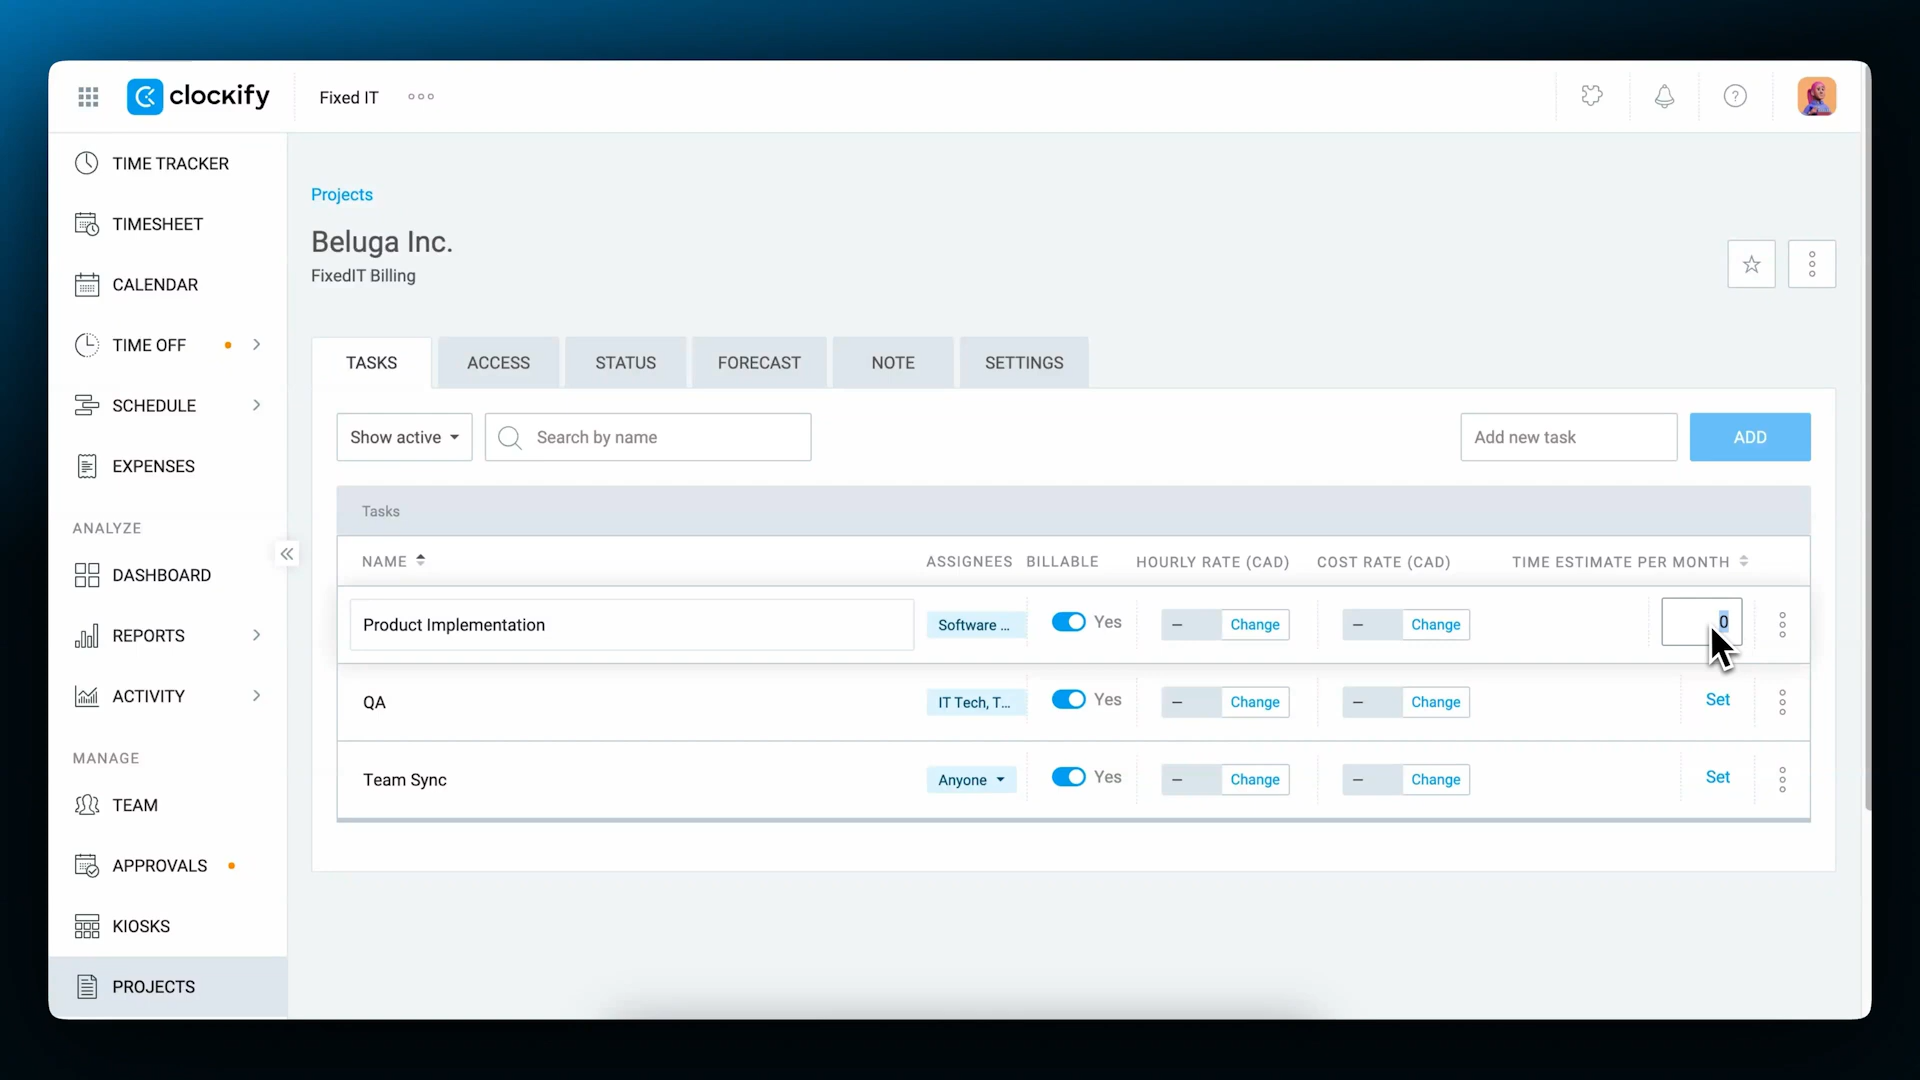 clockify
Fixed IT
?
TIME TRACKER
TIMESHEET
CALENDAR
TIME OFF
SCHEDULE
EXPENSES
ANALYZE
DASHBOARD
REPORTS
ACTIVITY
MANAGE
TEAM
APPROVALS
KIOSKS
PROJECTS
Projects
Beluga Inc.
FixedIT Billing
TASKS ACCESS STATUS FORECAST NOTE SETTINGS
Show active Search by name Add new task ADD
Tasks
NAME ASSIGNEES BILLABLE HOURLY RATE (CAD) COST RATE (CAD) TIME ESTIMATE PER MONTH
Product Implementation Software ... Yes – Change – Change 0
QA IT Tech, T... Yes – Change – Change Set
Team Sync Anyone Yes – Change – Change Set